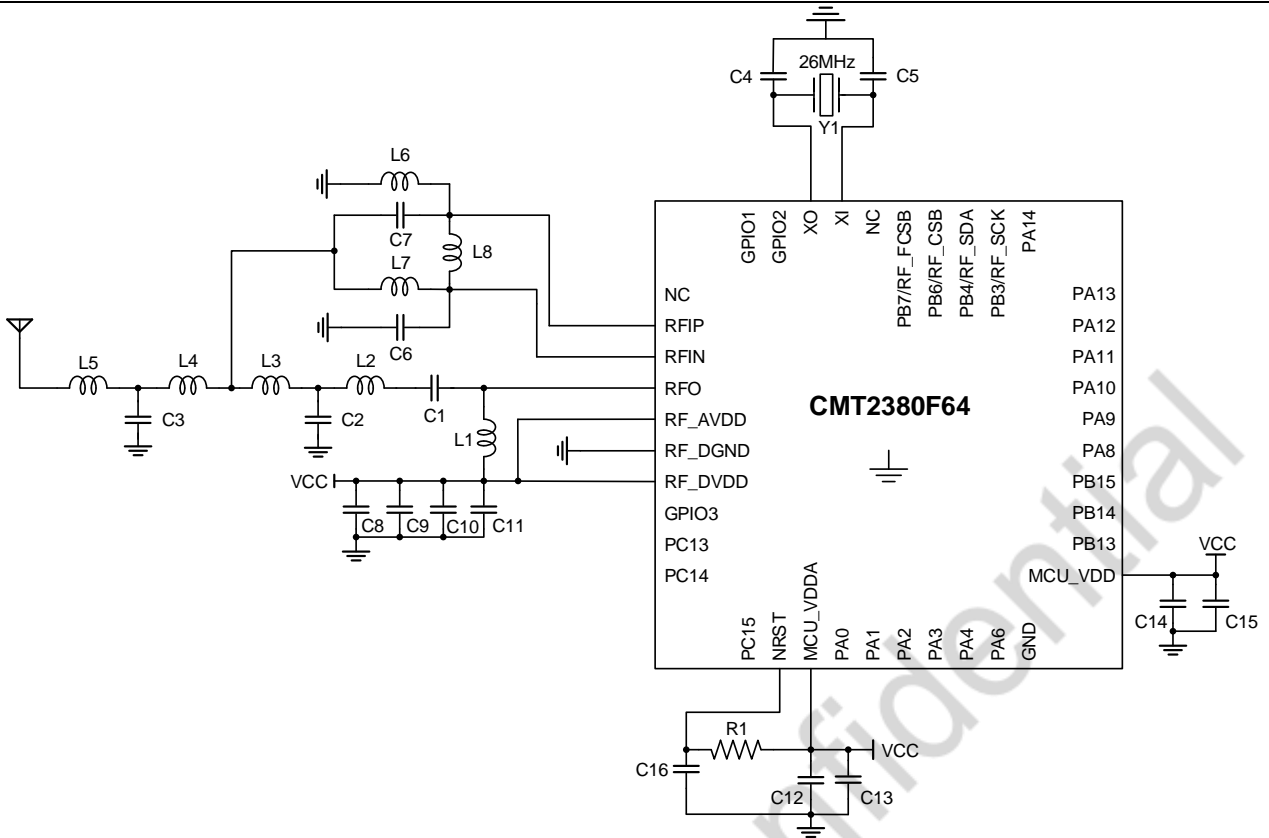 C4
26MHz
C5
Y1
L6
C7
L8
L7
C6
L5
L4
L3
L2
C3
C2
C1
L1
VCC
C8
C9
C10
C11
GPIO1
GPIO2
XO
XI
NC
PB7/RF_FCSB
PB6/RF_CSB
PB4/RF_SDA
PB3/RF_SCK
PA14
NC
RFIP
RFIN
RFO
RF_AVDD
RF_DGND
RF_DVDD
GPIO3
PC13
PC14
CMT2380F64
PA13
PA12
PA11
PA10
PA9
PA8
PB15
PB14
PB13
MCU_VDD
VCC
C14
C15
PC15
NRST
MCU_VDDA
PA0
PA1
PA2
PA3
PA4
PA6
GND
R1
VCC
C16
C12
C13
nfidential